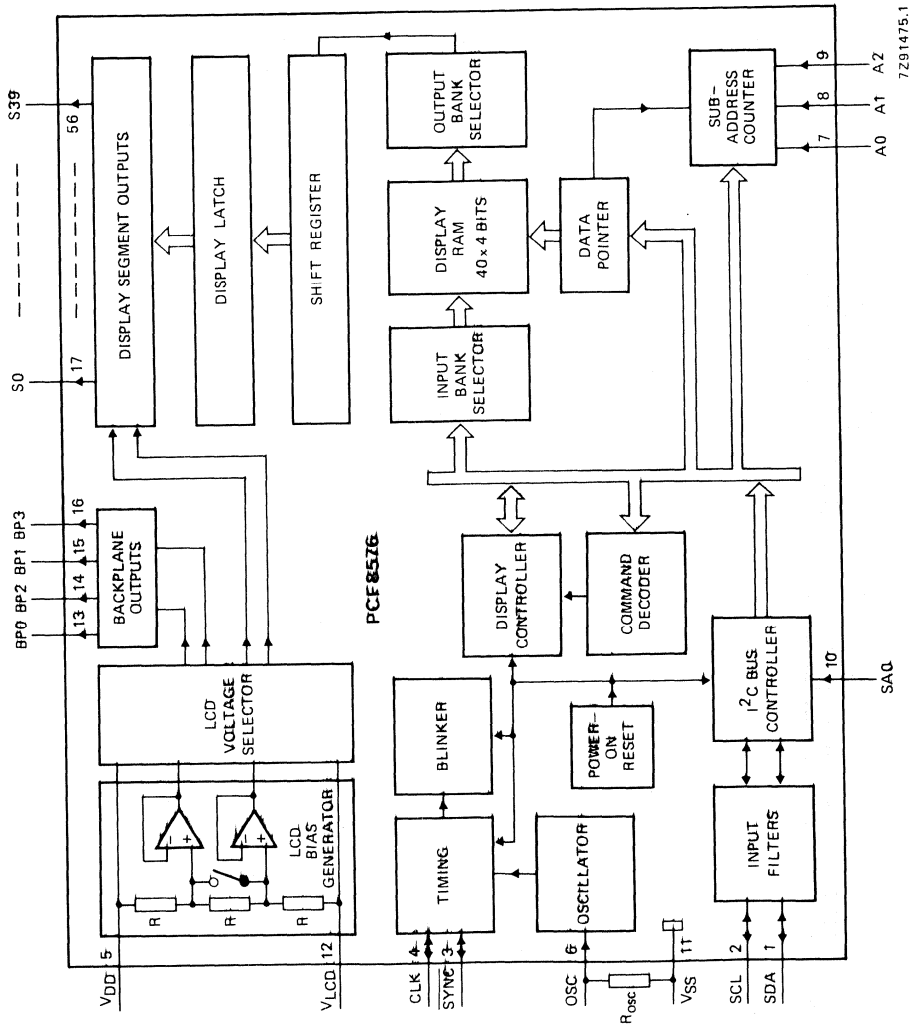 S0
S39
BP0
BP2
BP1
BP3
13
14
15
16
17
56
BACKPLANE
OUTPUTS
DISPLAY SEGMENT OUTPUTS
VDD
5
R
R
R
-
+
-
+
LCD
BIAS
GENERATOR
LCD
VOLTAGE
SELECTOR
DISPLAY LATCH
SHIFT REGISTER
VLCD
12
PCF8576
CLK
4
SYNC
3
TIMING
BLINKER
DISPLAY
CONTROLLER
INPUT
BANK
SELECTOR
DISPLAY
RAM
40 x 4 BITS
OUTPUT
BANK
SELECTOR
OSC
6
OSCILLATOR
POWER-
ON
RESET
COMMAND
DECODER
DATA
POINTER
ROSC
VSS
11
SCL
2
SDA
1
INPUT
FILTERS
I2C BUS
CONTROLLER
SUB-
ADDRESS
COUNTER
10
7
8
9
SA0
A0
A1
A2
7Z91475.1